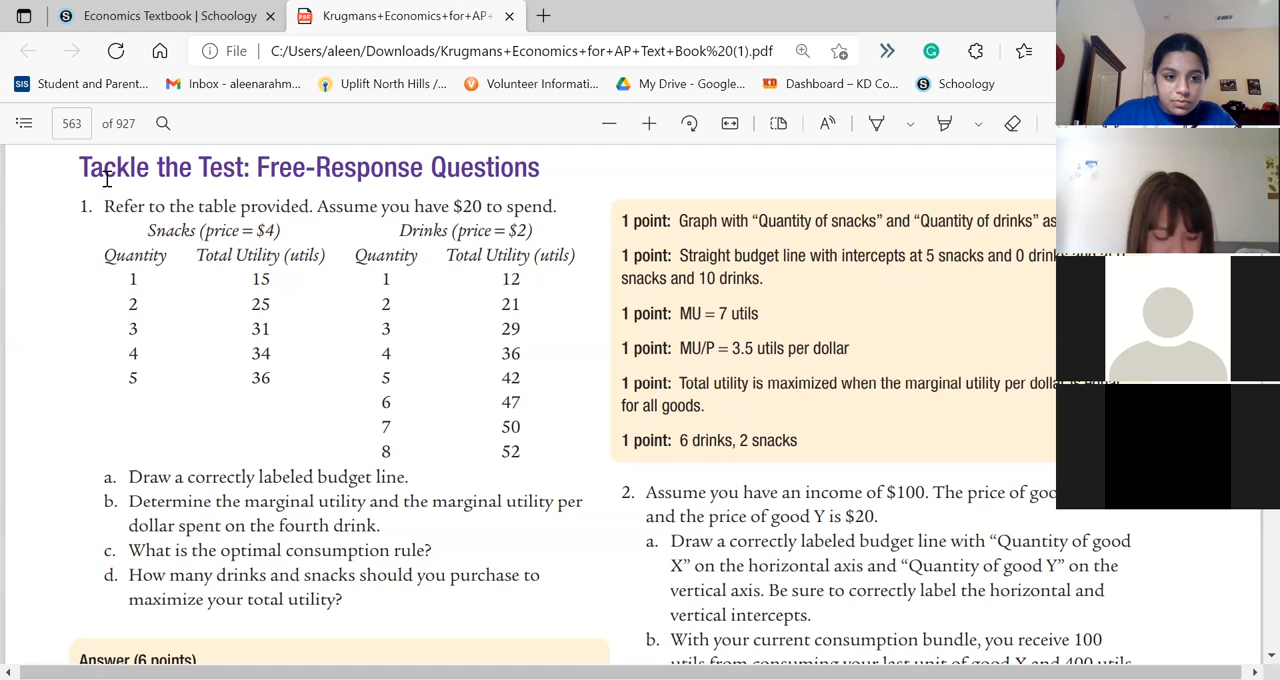 Economics Textbook | Schoology
Krugmans+Economics+for+AP+
File
C:/Users/aleen/Downloads/Krugmans+Economics+for+AP+Text+Book%20(1).pdf
SIS Student and Parent...
Inbox - aleenarahm...
Uplift North Hills /...
Volunteer Informati...
My Drive - Google...
KD Dashboard – KD Co...
S Schoology
563 of 927
Tackle the Test: Free-Response Questions
1. Refer to the table provided. Assume you have $20 to spend.
Snacks (price = $4) Drinks (price = $2)
Quantity Total Utility (utils) Quantity Total Utility (utils)
1 15 1 12
2 25 2 21
3 31 3 29
4 34 4 36
5 36 5 42
6 47
7 50
8 52
a. Draw a correctly labeled budget line.
b. Determine the marginal utility and the marginal utility per
dollar spent on the fourth drink.
c. What is the optimal consumption rule?
d. How many drinks and snacks should you purchase to
maximize your total utility?
Answer (6 points)
1 point: Graph with “Quantity of snacks” and “Quantity of drinks” as
1 point: Straight budget line with intercepts at 5 snacks and 0
snacks and 10 drinks.
1 point: MU = 7 utils
1 point: MU/P = 3.5 utils per dollar
1 point: Total utility is maximized when the marginal utility per
for all goods.
1 point: 6 drinks, 2 snacks
2. Assume you have an income of $100. The price of
and the price of good Y is $20.
a. Draw a correctly labeled budget line with “Quantity of good
X” on the horizontal axis and “Quantity of good Y” on the
vertical axis. Be sure to correctly label the horizontal and
vertical intercepts.
b. With your current consumption bundle, you receive 100
utils from consuming your last unit of good X and 400 utils